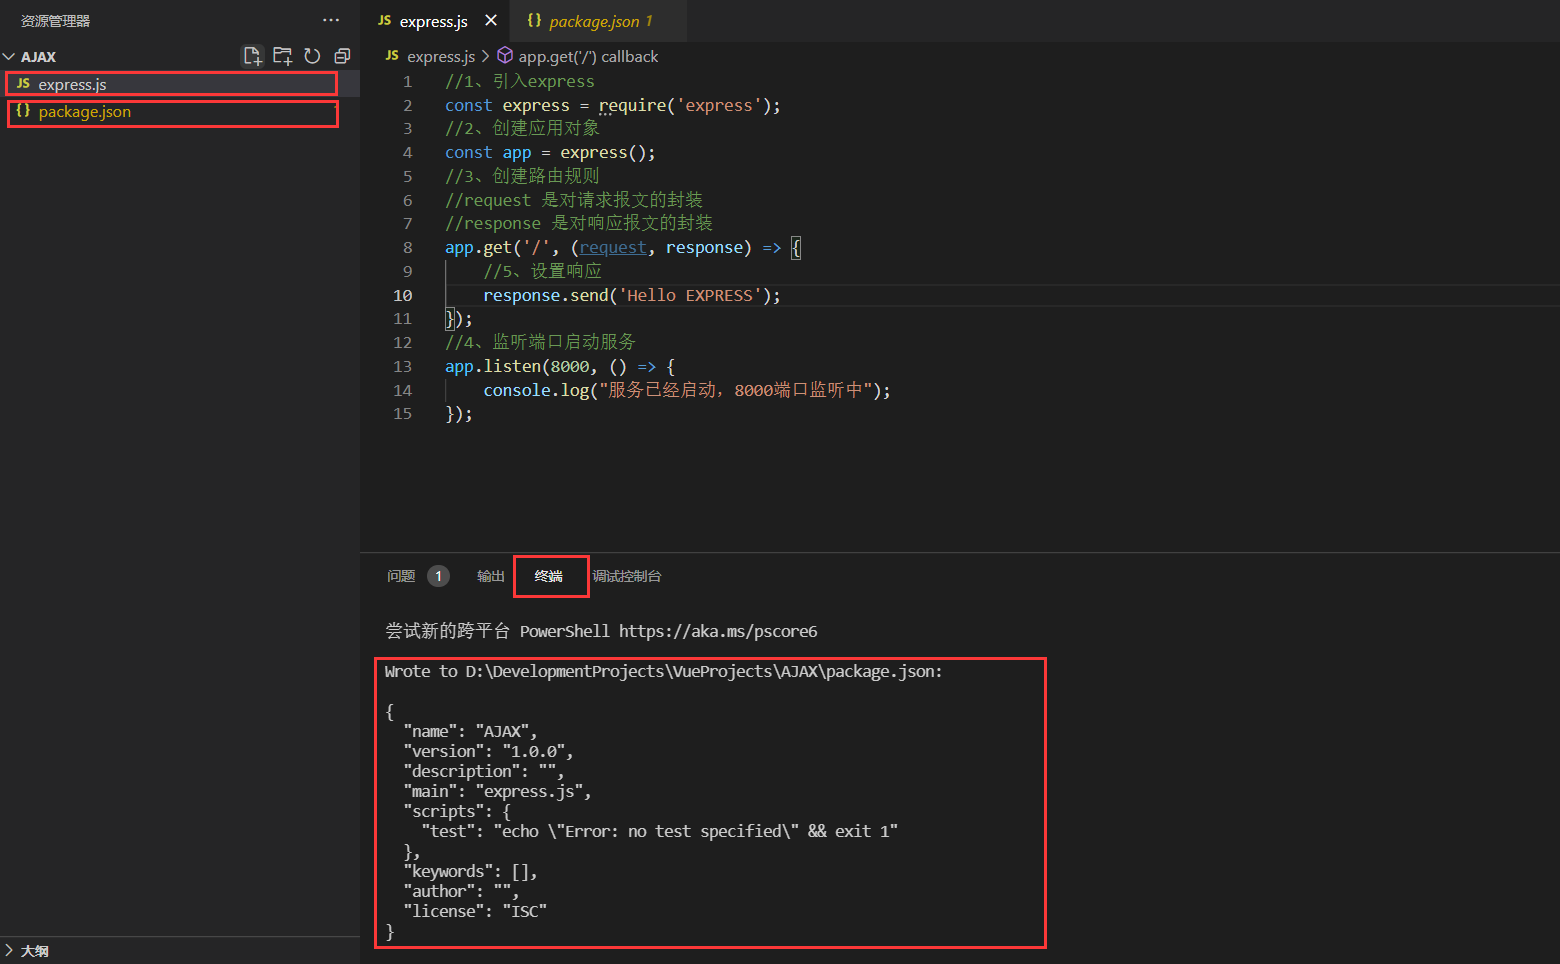 资源管理器 ···
AJAX
JS express.js
{} package.json
JS express.js ×
{} package.json 1
JS express.js > app.get('/') callback
1 //1、引入express
2 const express = require('express');
3 //2、创建应用对象
4 const app = express();
5 //3、创建路由规则
6 //request 是对请求报文的封装
7 //response 是对响应报文的封装
8 app.get('/', (request, response) => {
9 //5、设置响应
10 response.send('Hello EXPRESS');
11 });
12 //4、监听端口启动服务
13 app.listen(8000, () => {
14 console.log("服务已经启动，8000端口监听中");
15 });
问题 1 输出 终端 调试控制台
尝试新的跨平台 PowerShell https://aka.ms/pscore6
Wrote to D:\DevelopmentProjects\VueProjects\AJAX\package.json:
{
"name": "AJAX",
"version": "1.0.0",
"description": "",
"main": "express.js",
"scripts": {
"test": "echo \"Error: no test specified\" && exit 1"
},
"keywords": [],
"author": "",
"license": "ISC"
}
大纲